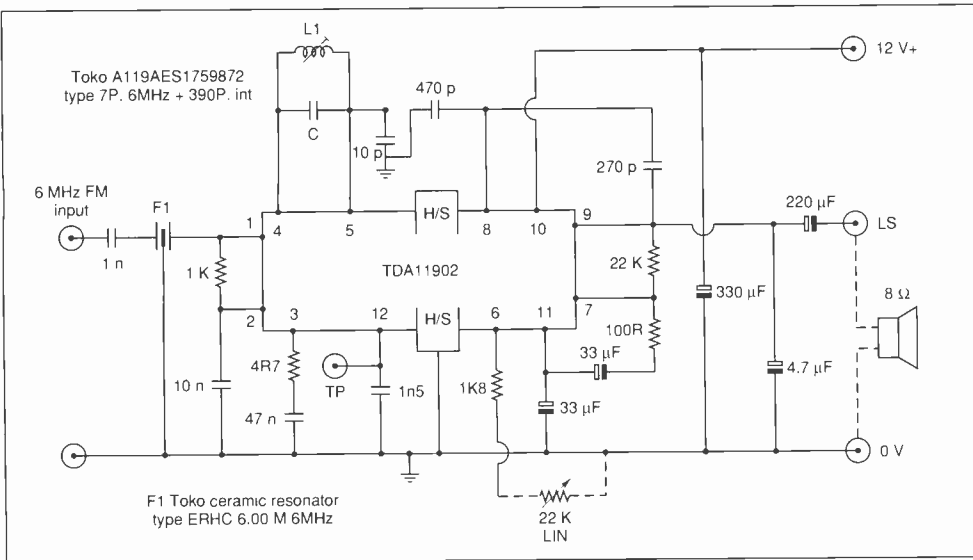 L1
12 V+
Toko A119AES1759872
type 7P. 6MHz + 390P. int
470 p
C
10 p
270 p
6 MHz FM
input
F1
220 µF
LS
1
4
5
H/S
8
10
9
1 n
1 K
TDA11902
22 K
330 µF
8 Ω
2
3
12
H/S
6
11
7
100R
4R7
TP
1n5
1K8
33 µF
4.7 µF
10 n
47 n
33 µF
0 V
F1 Toko ceramic resonator
type ERHC 6.00 M 6MHz
22 K
LIN